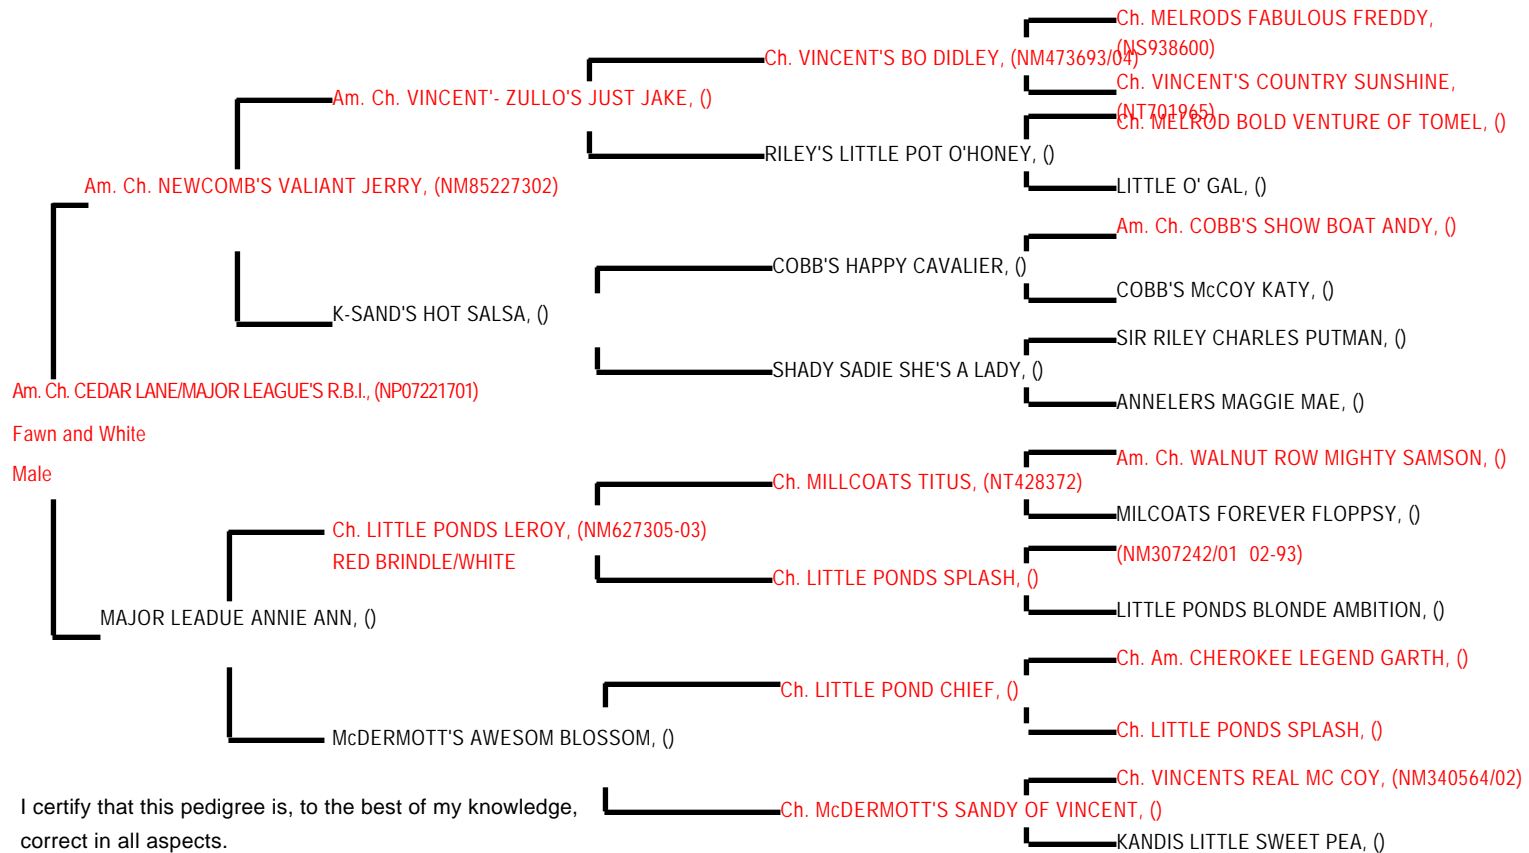 Ch. MELRODS FABULOUS FREDDY,
(NS938600)
Ch. VINCENT'S BO DIDLEY, (NM473693/04)
Ch. VINCENT'S COUNTRY SUNSHINE,
(NT701965)
Am. Ch. VINCENT'- ZULLO'S JUST JAKE, ()
Ch. MELROD BOLD VENTURE OF TOMEL, ()
RILEY'S LITTLE POT O'HONEY, ()
LITTLE O' GAL, ()
Am. Ch. NEWCOMB'S VALIANT JERRY, (NM85227302)
Am. Ch. COBB'S SHOW BOAT ANDY, ()
COBB'S HAPPY CAVALIER, ()
COBB'S McCOY KATY, ()
K-SAND'S HOT SALSA, ()
SIR RILEY CHARLES PUTMAN, ()
SHADY SADIE SHE'S A LADY, ()
ANNELERS MAGGIE MAE, ()
Am. Ch. CEDAR LANE/MAJOR LEAGUE'S R.B.I., (NP07221701)
Fawn and White
Male
Am. Ch. WALNUT ROW MIGHTY SAMSON, ()
Ch. MILLCOATS TITUS, (NT428372)
MILCOATS FOREVER FLOPPSY, ()
Ch. LITTLE PONDS LEROY, (NM627305-03)
RED BRINDLE/WHITE
(NM307242/01 02-93)
Ch. LITTLE PONDS SPLASH, ()
LITTLE PONDS BLONDE AMBITION, ()
MAJOR LEADUE ANNIE ANN, ()
Ch. Am. CHEROKEE LEGEND GARTH, ()
Ch. LITTLE POND CHIEF, ()
Ch. LITTLE PONDS SPLASH, ()
McDERMOTT'S AWESOM BLOSSOM, ()
Ch. VINCENTS REAL MC COY, (NM340564/02)
Ch. McDERMOTT'S SANDY OF VINCENT, ()
KANDIS LITTLE SWEET PEA, ()
I certify that this pedigree is, to the best of my knowledge,
correct in all aspects.